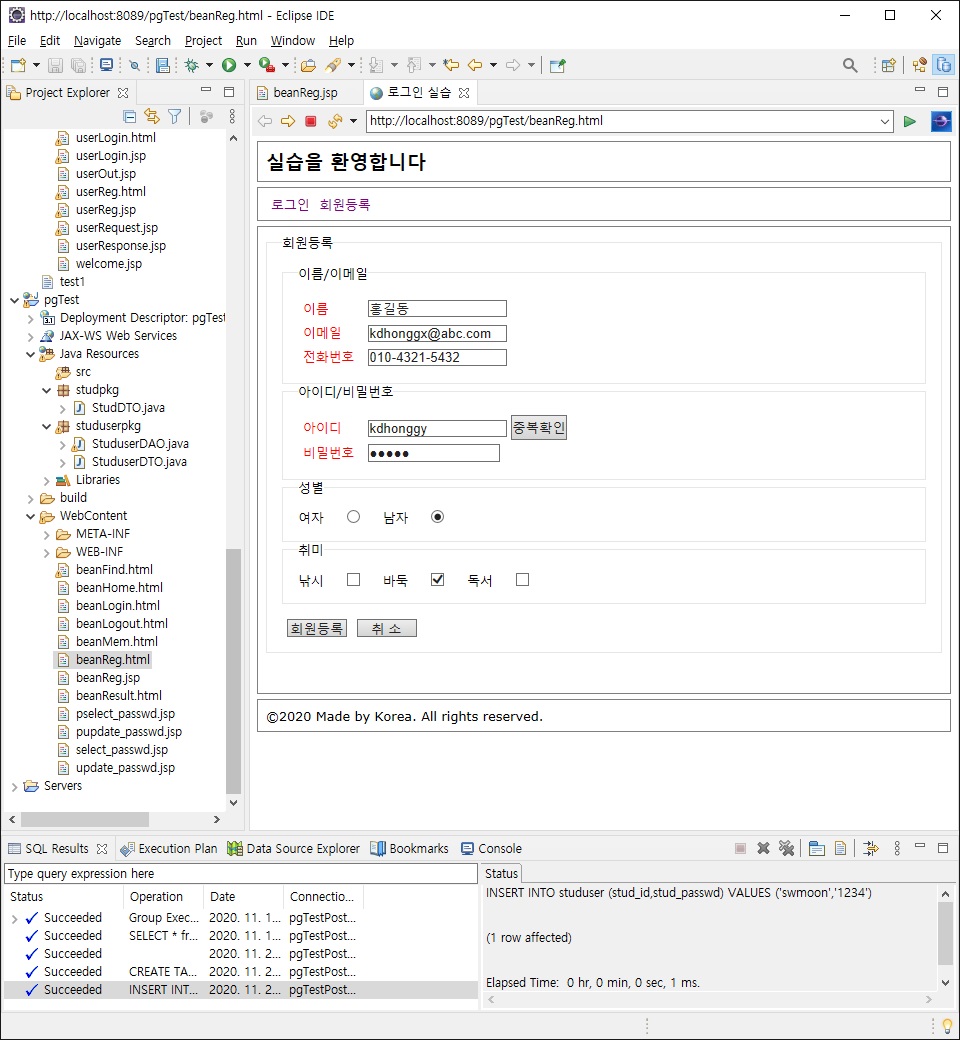 http://localhost:8089/pgTest/beanReg.html - Eclipse IDE
File Edit Navigate Search Project Run Window Help
Project Explorer
beanReg.jsp
로그인 실습
http://localhost:8089/pgTest/beanReg.html
userLogin.html
userLogin.jsp
userOut.jsp
userReg.html
userReg.jsp
userRequest.jsp
userResponse.jsp
welcome.jsp
test1
pgTest
Deployment Descriptor: pgTest
JAX-WS Web Services
Java Resources
src
studpkg
StudDTO.java
studuserpkg
StuduserDAO.java
StuduserDTO.java
Libraries
build
WebContent
META-INF
WEB-INF
beanFind.html
beanHome.html
beanLogin.html
beanLogout.html
beanMem.html
beanReg.html
beanReg.jsp
beanResult.html
pselect_passwd.jsp
pupdate_passwd.jsp
select_passwd.jsp
update_passwd.jsp
Servers
실습을 환영합니다
로그인 회원등록
회원등록
이름/이메일
이름 홍길동
이메일 kdhonggx@abc.com
전화번호 010-4321-5432
아이디/비밀번호
아이디 kdhonggy 중복확인
비밀번호 ●●●●●
성별
여자 남자
취미
낚시 바둑 독서
회원등록 취 소
©2020 Made by Korea. All rights reserved.
SQL Results Execution Plan Data Source Explorer Bookmarks Console
Type query expression here
Status Operation Date Connectio...
Succeeded Group Exec... 2020. 11. 1... pgTestPost...
Succeeded SELECT * fr... 2020. 11. 1... pgTestPost...
Succeeded 2020. 11. 2... pgTestPost...
Succeeded CREATE TA... 2020. 11. 2... pgTestPost...
Succeeded INSERT INT... 2020. 11. 2... pgTestPost...
Status
INSERT INTO studuser (stud_id,stud_passwd) VALUES ('swmoon','1234')
(1 row affected)
Elapsed Time:  0 hr, 0 min, 0 sec, 1 ms.